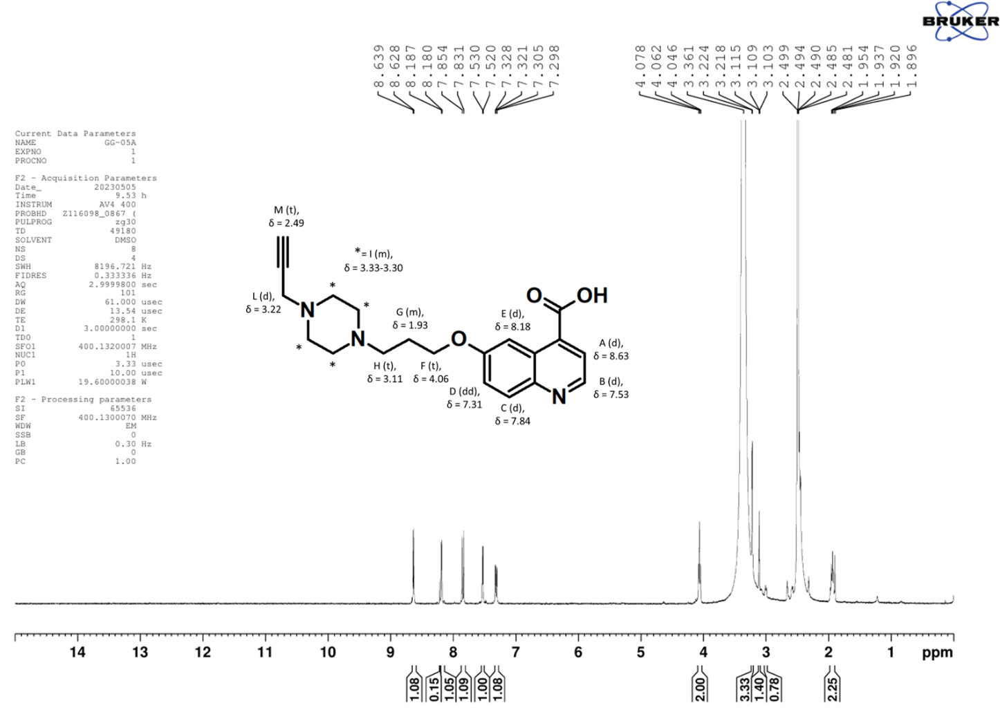 BRUKER
8.639
8.628
8.187
8.180
7.854
7.831
7.530
7.520
7.328
7.321
7.305
7.298
4.078
4.062
4.046
3.361
3.224
3.218
3.115
3.109
3.103
2.499
2.494
2.490
2.485
2.481
1.954
1.937
1.920
1.896
Current Data Parameters
NAME GG-05A
EXPNO 1
PROCNO 1
F2 - Acquisition Parameters
Date_ 20230505
Time 9.53 h
INSTRUM AV4 400
PROBHD Z116098_0867 (
PULPROG zg30
TD 49180
SOLVENT DMSO
NS 8
DS 4
SWH 8196.721 Hz
FIDRES 0.333336 Hz
AQ 2.9999800 sec
RG 101
DW 61.000 usec
DE 13.54 usec
TE 298.1 K
D1 3.00000000 sec
TD0 1
SFO1 400.1320007 MHz
NUC1 1H
P0 3.33 usec
P1 10.00 usec
PLW1 19.60000038 W
F2 - Processing parameters
SI 65536
SF 400.1300070 MHz
WDW EM
SSB 0
LB 0.30 Hz
GB 0
PC 1.00
M (t),
δ = 2.49
*= I (m),
δ = 3.33-3.30
L (d),
δ = 3.22
N
*
*
*
*
N
G (m),
δ = 1.93
H (t),
δ = 3.11
F (t),
δ = 4.06
O
E (d),
δ = 8.18
O
OH
A (d),
δ = 8.63
B (d),
δ = 7.53
N
D (dd),
δ = 7.31
C (d),
δ = 7.84
14 13 12 11 10 9 8 7 6 5 4 3 2 1 ppm
1.08
0.15
1.05
1.09
1.00
1.08
2.00
3.33
1.40
0.78
2.25